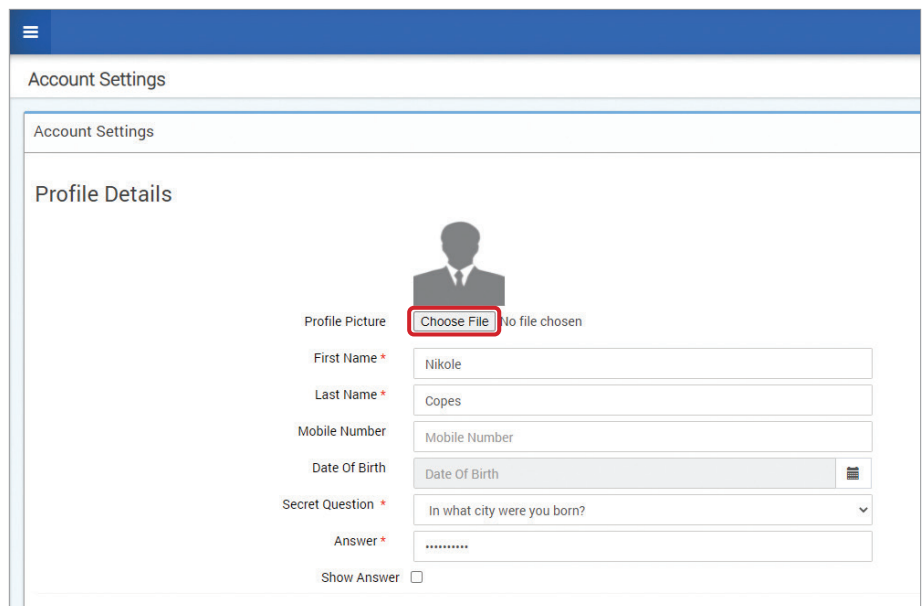 Account Settings
Account Settings
Profile Details
Profile Picture Choose File No file chosen
First Name * Nikole
Last Name * Copes
Mobile Number Mobile Number
Date Of Birth Date Of Birth
Secret Question * In what city were you born?
Answer * ••••••••••
Show Answer